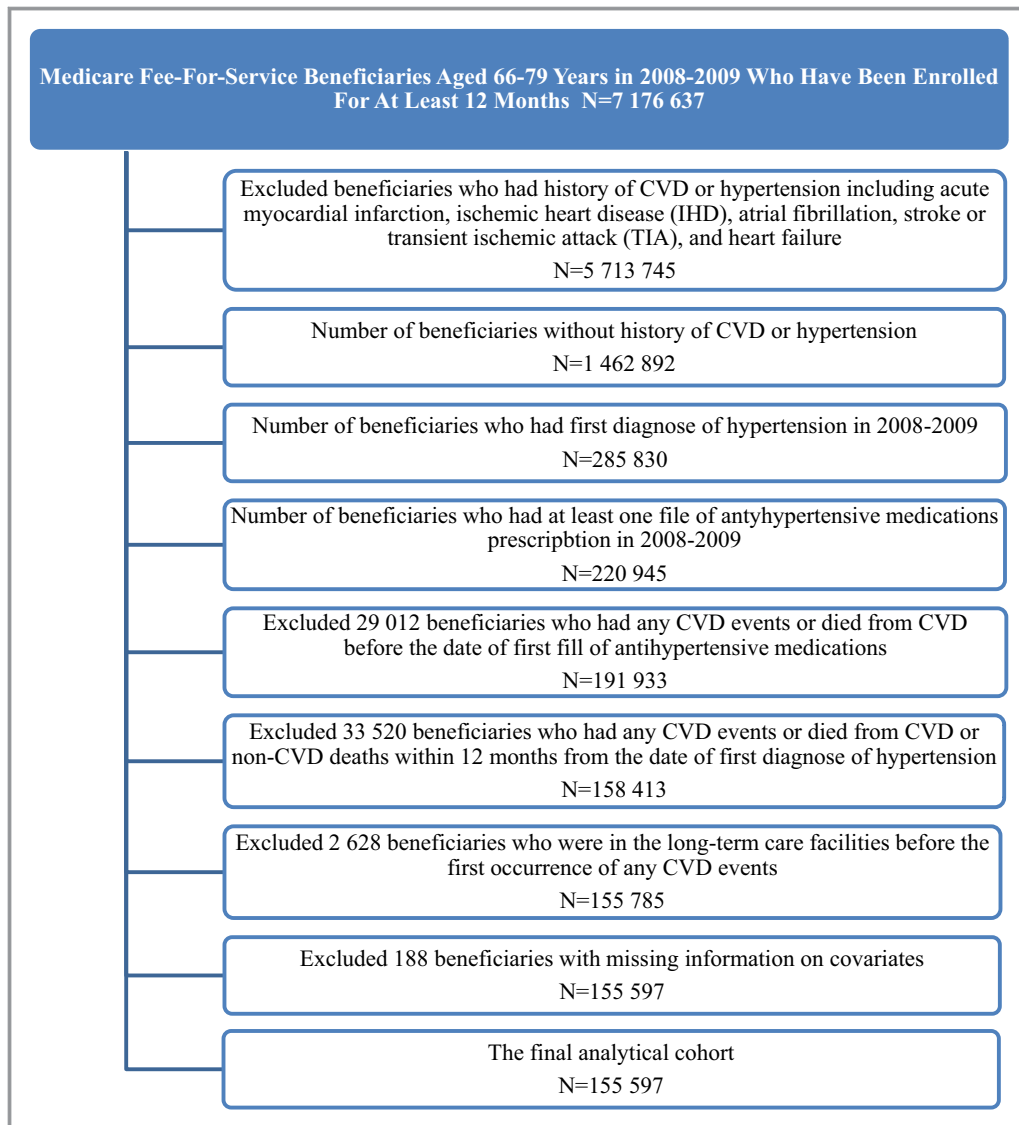 Medicare Fee-For-Service Beneficiaries Aged 66-79 Years in 2008-2009 Who Have Been Enrolled
For At Least 12 Months N=7 176 637
Excluded beneficiaries who had history of CVD or hypertension including acute
myocardial infarction, ischemic heart disease (IHD), atrial fibrillation, stroke or
transient ischemic attack (TIA), and heart failure
N=5 713 745
Number of beneficiaries without history of CVD or hypertension
N=1 462 892
Number of beneficiaries who had first diagnose of hypertension in 2008-2009
N=285 830
Number of beneficiaries who had at least one file of antyhypertensive medications
prescripbtion in 2008-2009
N=220 945
Excluded 29 012 beneficiaries who had any CVD events or died from CVD
before the date of first fill of antihypertensive medications
N=191 933
Excluded 33 520 beneficiaries who had any CVD events or died from CVD or
non-CVD deaths within 12 months from the date of first diagnose of hypertension
N=158 413
Excluded 2 628 beneficiaries who were in the long-term care facilities before the
first occurrence of any CVD events
N=155 785
Excluded 188 beneficiaries with missing information on covariates
N=155 597
The final analytical cohort
N=155 597